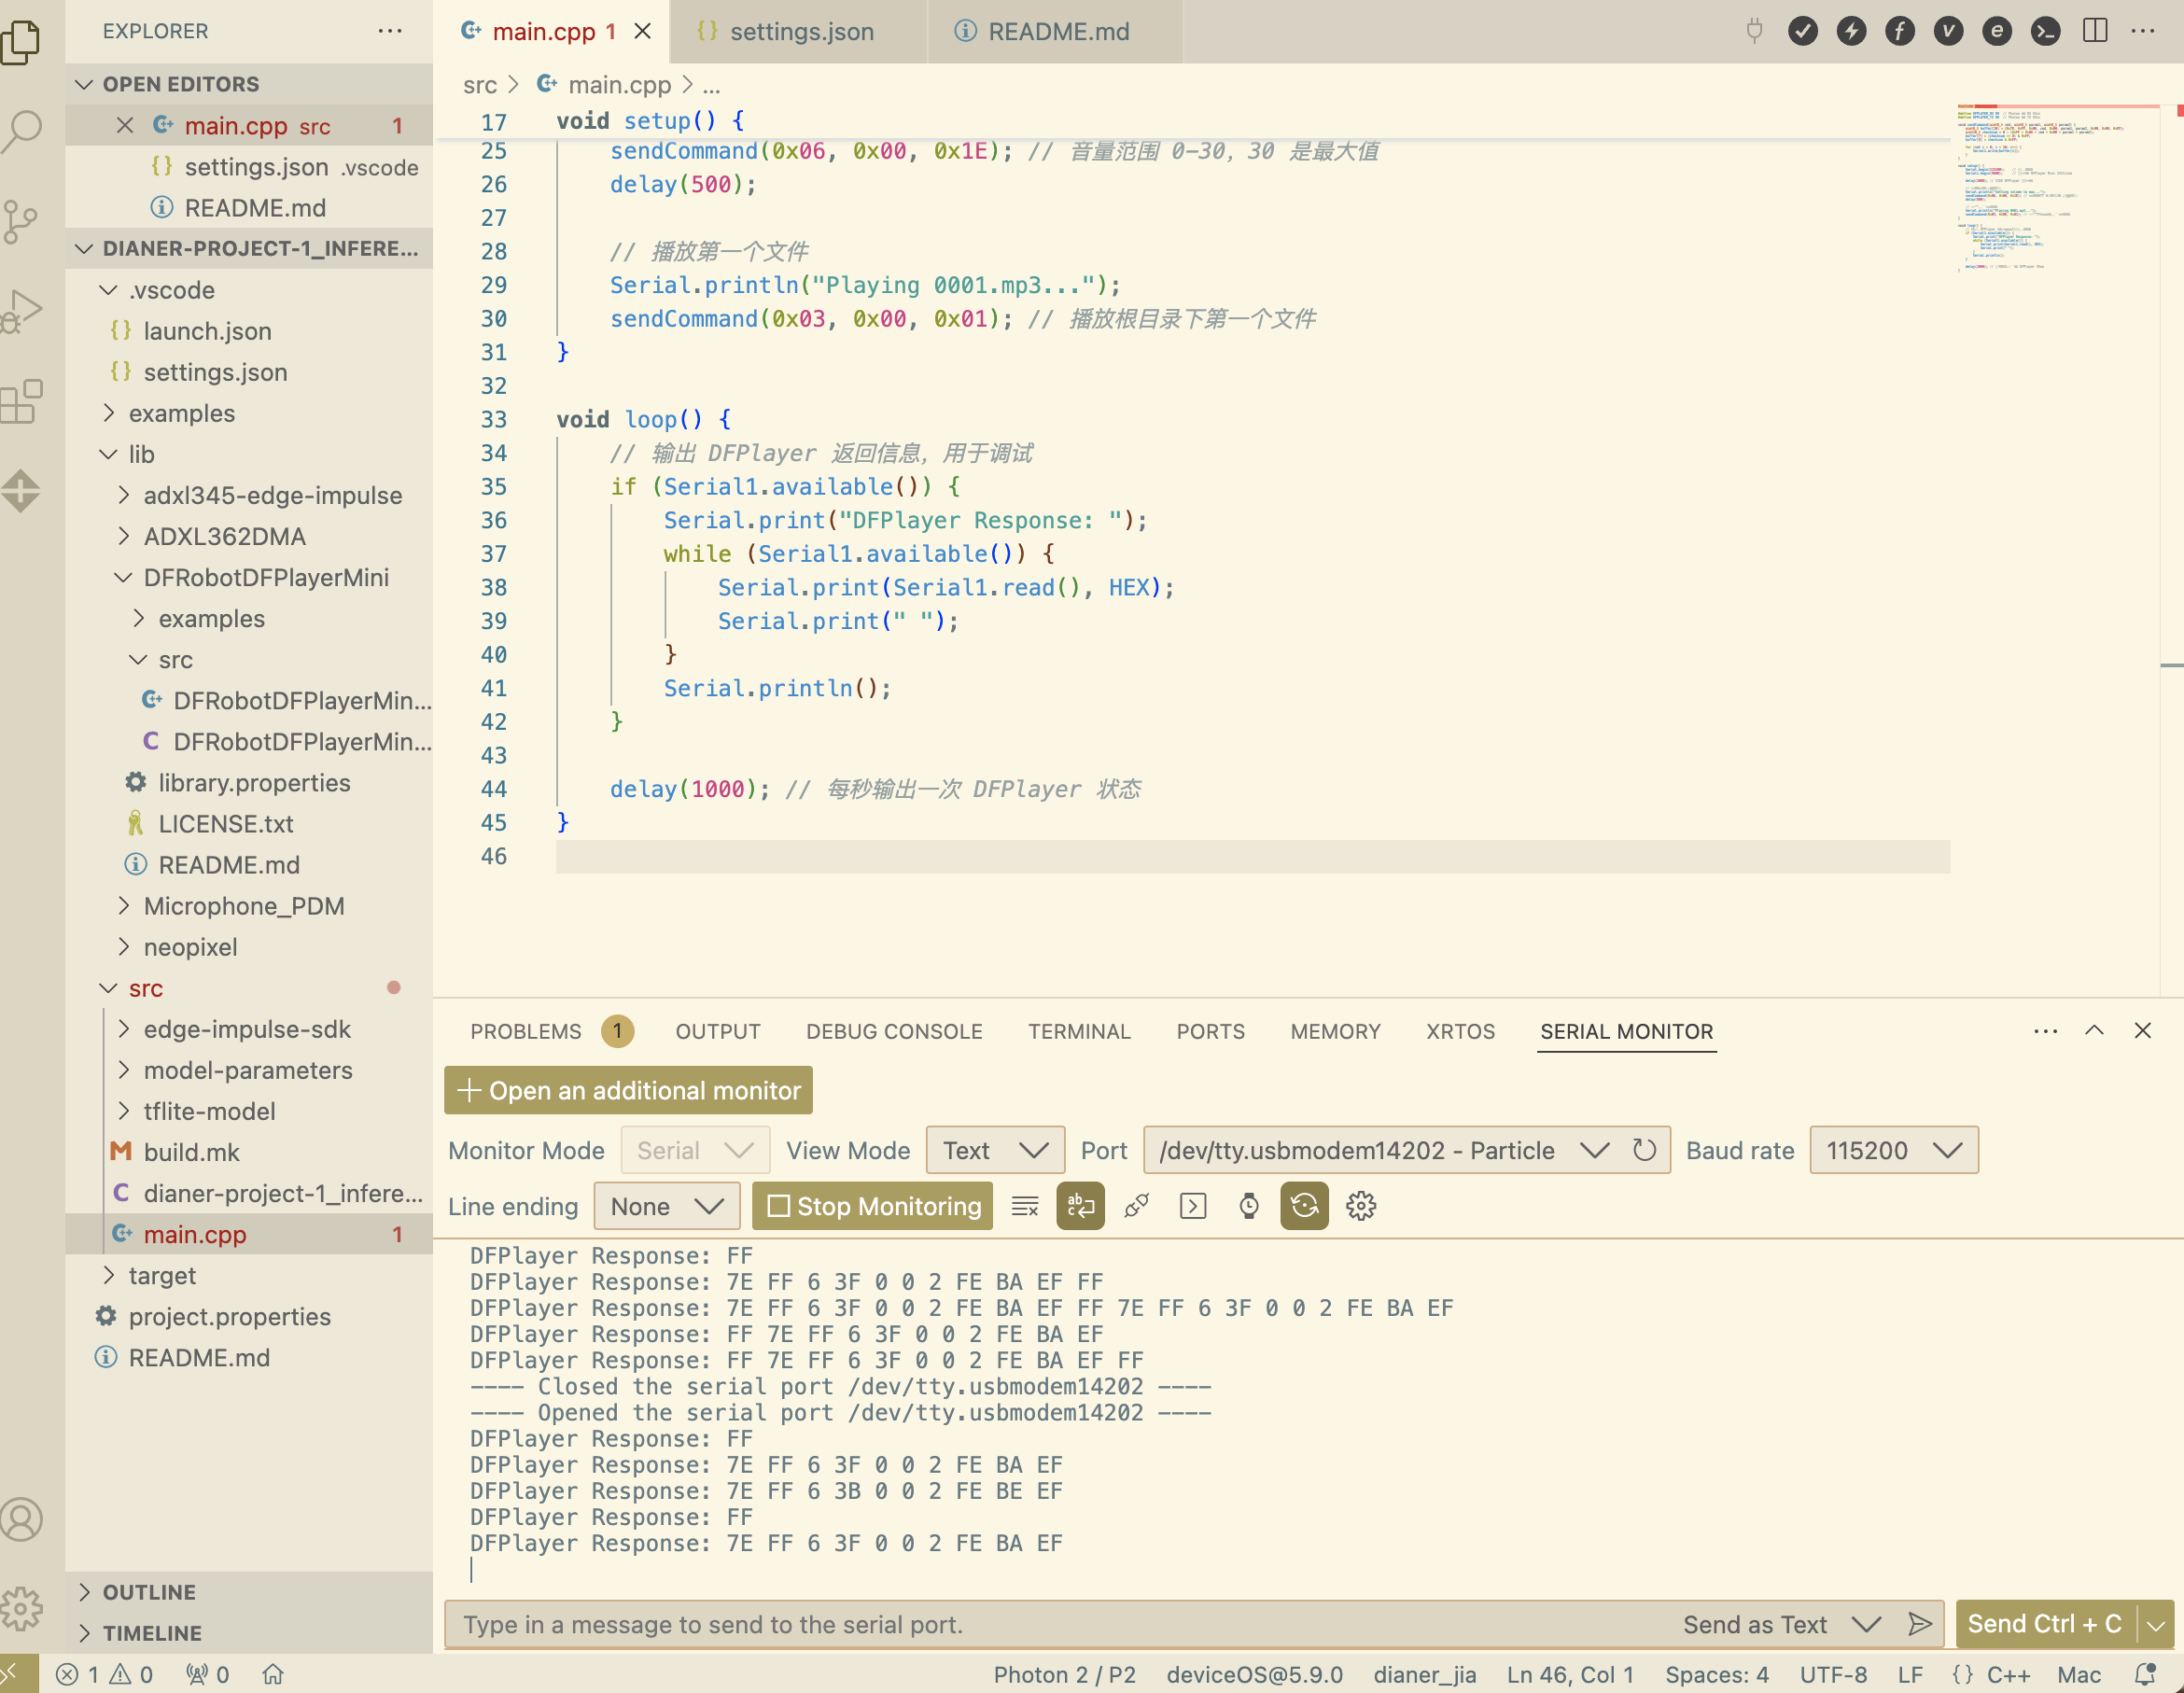 EXPLORER
OPEN EDITORS
main.cpp src 1
settings.json .vscode
README.md
DIANER-PROJECT-1_INFERE...
.vscode
launch.json
settings.json
examples
lib
adxl345-edge-impulse
ADXL362DMA
DFRobotDFPlayerMini
examples
src
DFRobotDFPlayerMin...
DFRobotDFPlayerMin...
library.properties
LICENSE.txt
README.md
Microphone_PDM
neopixel
src
edge-impulse-sdk
model-parameters
tflite-model
build.mk
dianer-project-1_infere...
main.cpp 1
target
project.properties
README.md
OUTLINE
TIMELINE
main.cpp 1
settings.json
README.md
src > main.cpp > ...
17 void setup() {
25 sendCommand(0x06, 0x00, 0x1E); // 音量范围 0-30，30 是最大值
26 delay(500);
27
28 // 播放第一个文件
29 Serial.println("Playing 0001.mp3...");
30 sendCommand(0x03, 0x00, 0x01); // 播放根目录下第一个文件
31 }
32
33 void loop() {
34 // 输出 DFPlayer 返回信息，用于调试
35 if (Serial1.available()) {
36 Serial.print("DFPlayer Response: ");
37 while (Serial1.available()) {
38 Serial.print(Serial1.read(), HEX);
39 Serial.print(" ");
40 }
41 Serial.println();
42 }
43
44 delay(1000); // 每秒输出一次 DFPlayer 状态
45 }
46
PROBLEMS 1 OUTPUT DEBUG CONSOLE TERMINAL PORTS MEMORY XRTOS SERIAL MONITOR
Open an additional monitor
Monitor Mode Serial View Mode Text Port /dev/tty.usbmodem14202 - Particle Baud rate 115200
Line ending None Stop Monitoring
DFPlayer Response: FF
DFPlayer Response: 7E FF 6 3F 0 0 2 FE BA EF FF
DFPlayer Response: 7E FF 6 3F 0 0 2 FE BA EF FF 7E FF 6 3F 0 0 2 FE BA EF
DFPlayer Response: FF 7E FF 6 3F 0 0 2 FE BA EF
DFPlayer Response: FF 7E FF 6 3F 0 0 2 FE BA EF FF
---- Closed the serial port /dev/tty.usbmodem14202 ----
---- Opened the serial port /dev/tty.usbmodem14202 ----
DFPlayer Response: FF
DFPlayer Response: 7E FF 6 3F 0 0 2 FE BA EF
DFPlayer Response: 7E FF 6 3B 0 0 2 FE BE EF
DFPlayer Response: FF
DFPlayer Response: 7E FF 6 3F 0 0 2 FE BA EF
Type in a message to send to the serial port. Send as Text Send Ctrl + C
1 0 0 Photon 2 / P2 deviceOS@5.9.0 dianer_jia Ln 46, Col 1 Spaces: 4 UTF-8 LF {} C++ Mac